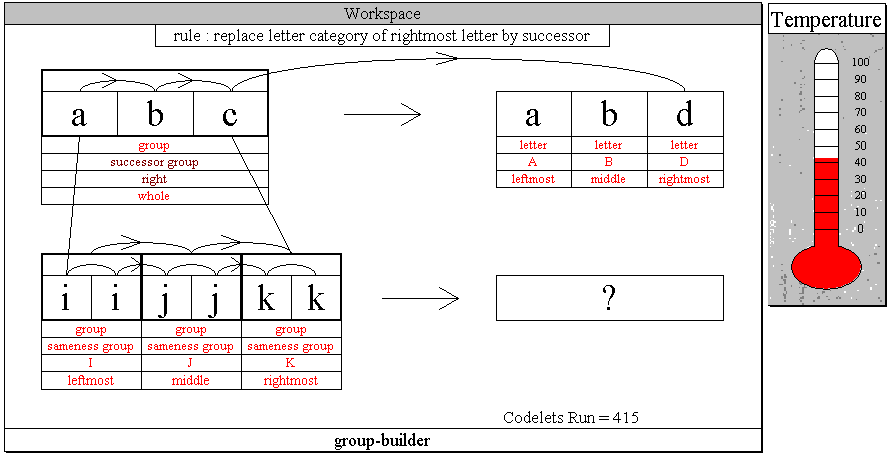 Workspace
Temperature
rule : replace letter category of rightmost letter by successor
a b c
a b d
group
successor group
right
whole
letter letter letter
A B D
leftmost middle rightmost
100
90
80
70
60
50
40
30
20
10
0
i i j j k k
?
group group group
sameness group sameness group sameness group
I J K
leftmost middle rightmost
Codelets Run = 415
group-builder